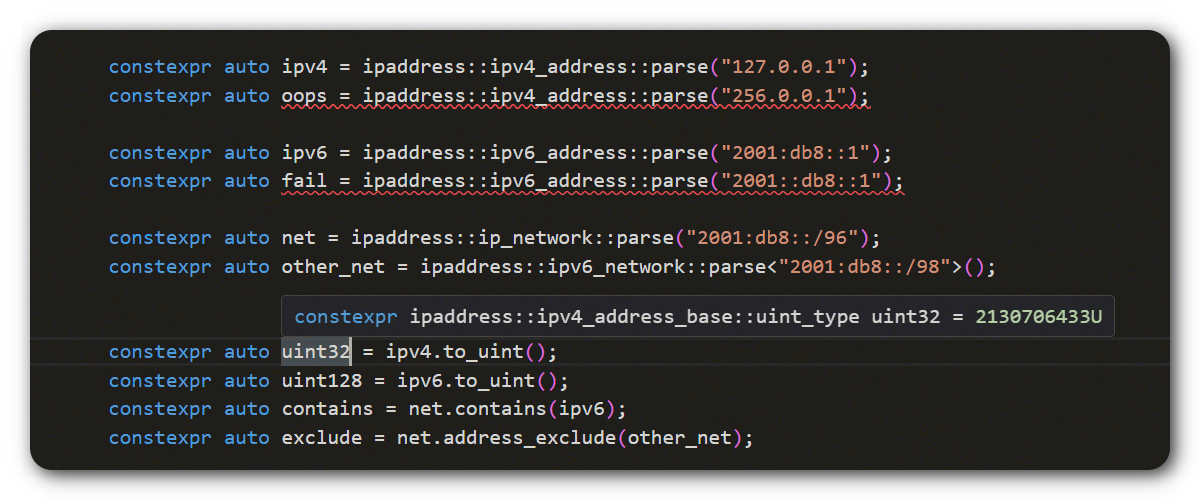 constexpr auto ipv4 = ipaddress::ipv4_address::parse("127.0.0.1");
constexpr auto oops = ipaddress::ipv4_address::parse("256.0.0.1");
constexpr auto ipv6 = ipaddress::ipv6_address::parse("2001:db8::1");
constexpr auto fail = ipaddress::ipv6_address::parse("2001::db8::1");
constexpr auto net = ipaddress::ip_network::parse("2001:db8::/96");
constexpr auto other_net = ipaddress::ipv6_network::parse<"2001:db8::/98">();
constexpr ipaddress::ipv4_address_base::uint_type uint32 = 2130706433U
constexpr auto uint32 = ipv4.to_uint();
constexpr auto uint128 = ipv6.to_uint();
constexpr auto contains = net.contains(ipv6);
constexpr auto exclude = net.address_exclude(other_net);